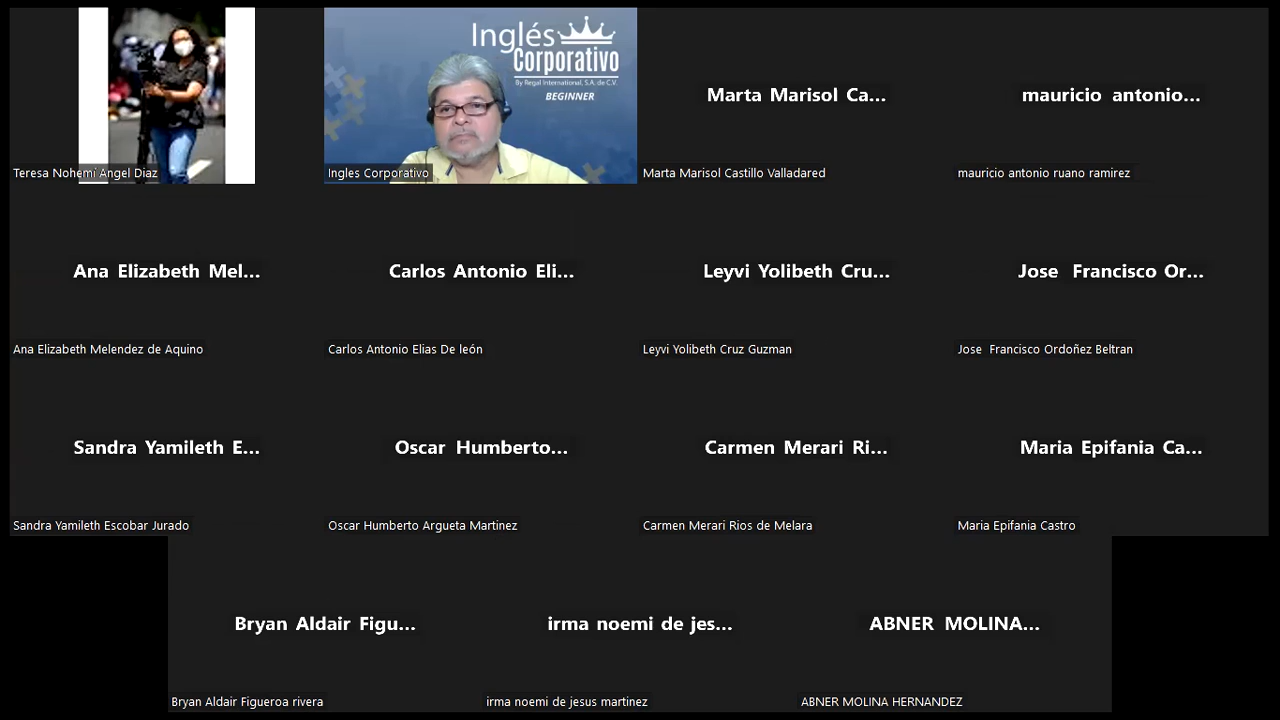 Inglés
Corporativo
By Regal International, S.A. de C.V.
BEGINNER
Teresa Nohemi Angel Diaz
Ingles Corporativo
Marta Marisol Ca...
Marta Marisol Castillo Valladared
mauricio antonio...
mauricio antonio ruano ramirez
Ana Elizabeth Mel...
Ana Elizabeth Melendez de Aquino
Carlos Antonio Eli...
Carlos Antonio Elias De león
Leyvi Yolibeth Cru...
Leyvi Yolibeth Cruz Guzman
Jose Francisco Or...
Jose Francisco Ordoñez Beltran
Sandra Yamileth E...
Sandra Yamileth Escobar Jurado
Oscar Humberto...
Oscar Humberto Argueta Martinez
Carmen Merari Ri...
Carmen Merari Rios de Melara
Maria Epifania Ca...
Maria Epifania Castro
Bryan Aldair Figu...
Bryan Aldair Figueroa rivera
irma noemi de jes...
irma noemi de jesus martinez
ABNER MOLINA...
ABNER MOLINA HERNANDEZ